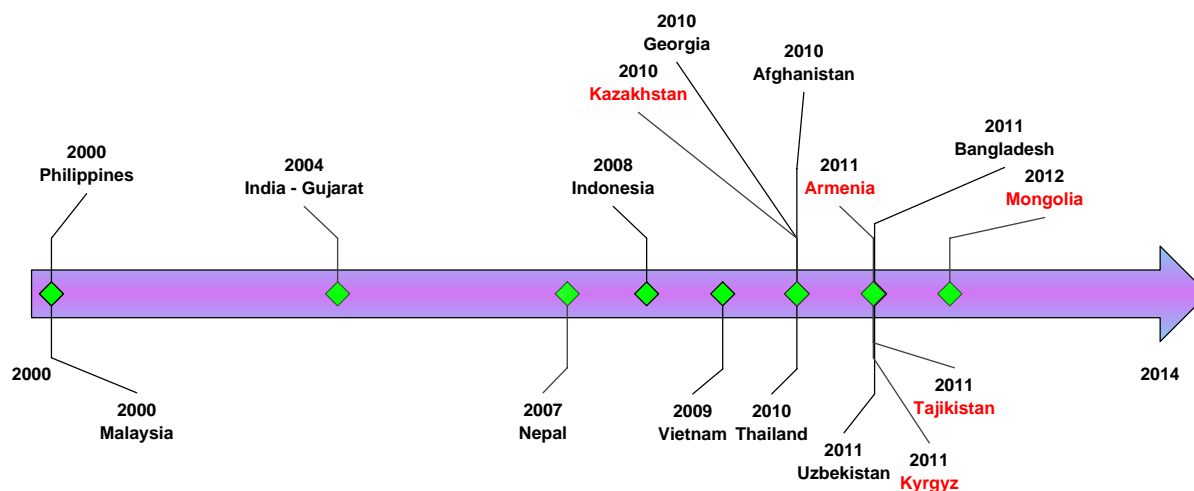 2010
Georgia
2010
Afghanistan
2010
Kazakhstan
2000
Philippines
2004
India - Gujarat
2008
Indonesia
2011
Armenia
2011
Bangladesh
2012
Mongolia
2000
2014
2000
Malaysia
2007
Nepal
2009
Vietnam
2010
Thailand
2011
Tajikistan
2011
Uzbekistan
2011
Kyrgyz